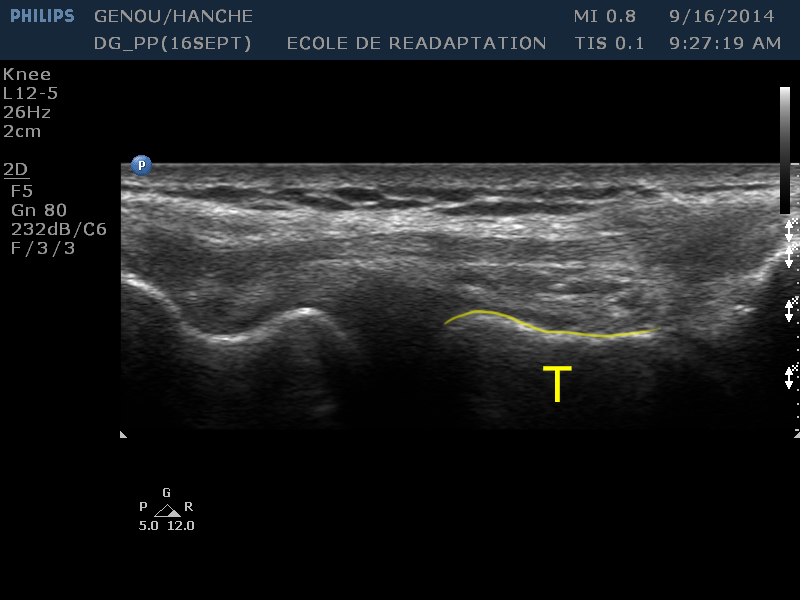 PHILIPS GENOU/HANCHE MI 0.8 9/16/2014
DG_PP(16SEPT) ECOLE DE READAPTATION TIS 0.1 9:27:19 AM
Knee
L12-5
26Hz
2cm
2D
F5
Gn 80
232dB/C6
F/3/3
P
T
G
P R
5.0 12.0